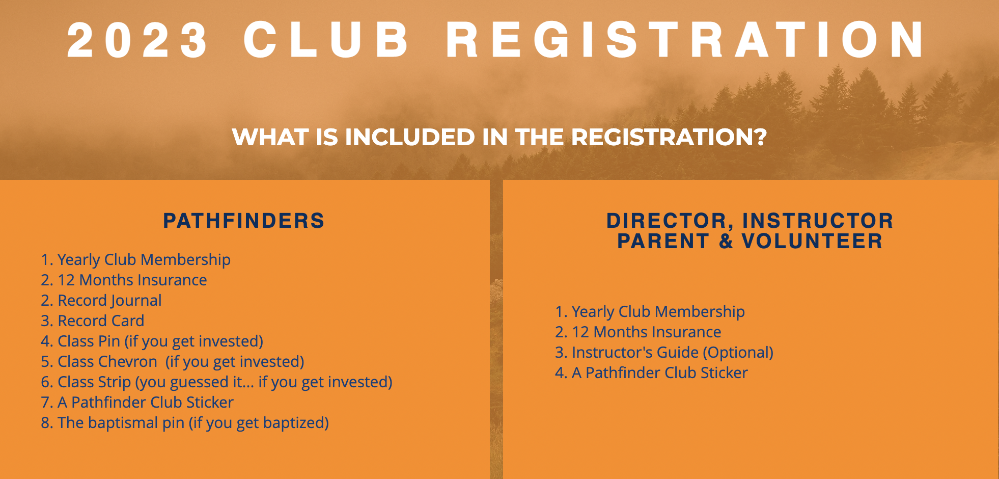 2023 CLUB REGISTRATION
WHAT IS INCLUDED IN THE REGISTRATION?
PATHFINDERS
1. Yearly Club Membership
2. 12 Months Insurance
2. Record Journal
3. Record Card
4. Class Pin (if you get invested)
5. Class Chevron  (if you get invested)
6. Class Strip (you guessed it... if you get invested)
7. A Pathfinder Club Sticker
8. The baptismal pin (if you get baptized)
DIRECTOR, INSTRUCTOR
PARENT & VOLUNTEER
1. Yearly Club Membership
2. 12 Months Insurance
3. Instructor's Guide (Optional)
4. A Pathfinder Club Sticker